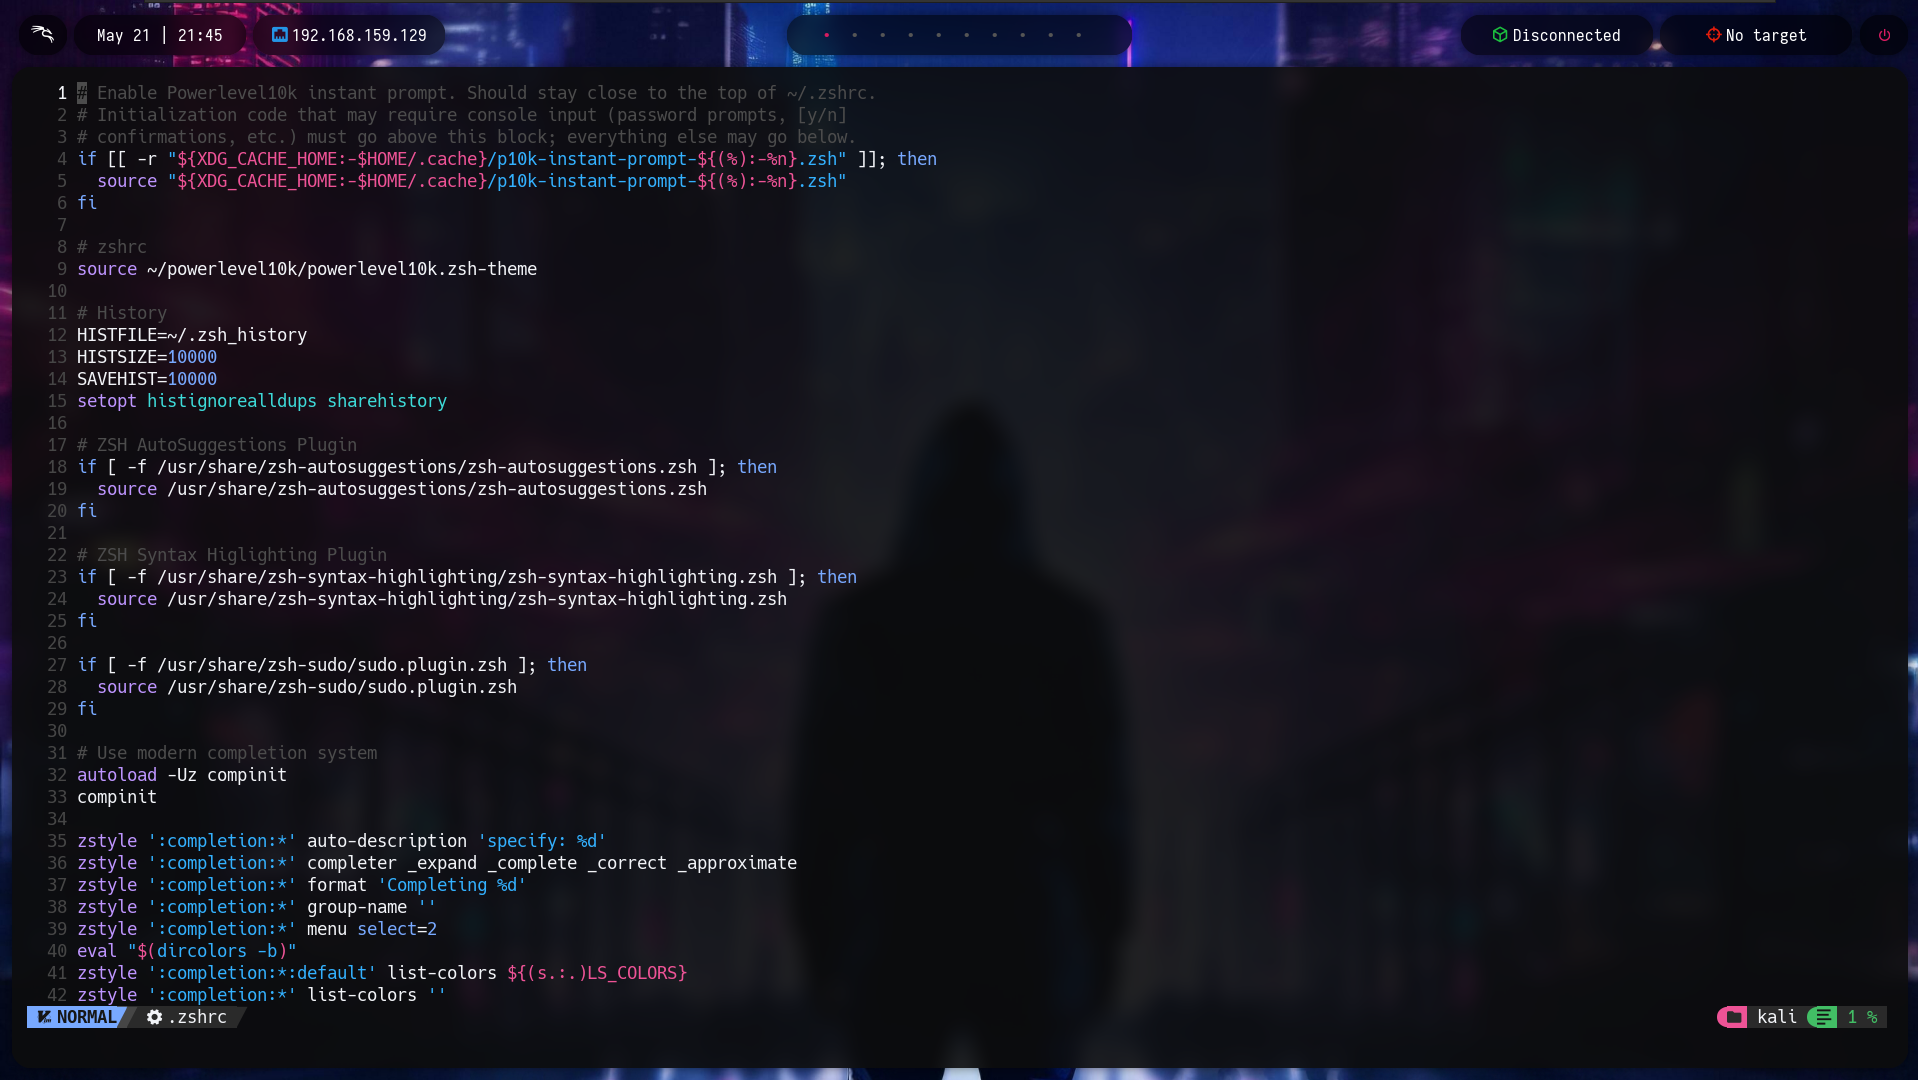 May 21 | 21:45
192.168.159.129
Disconnected
No target
1 # Enable Powerlevel10k instant prompt. Should stay close to the top of ~/.zshrc.
2 # Initialization code that may require console input (password prompts, [y/n]
3 # confirmations, etc.) must go above this block; everything else may go below.
4 if [[ -r "${XDG_CACHE_HOME:-$HOME/.cache}/p10k-instant-prompt-${(%):-%n}.zsh" ]]; then
5   source "${XDG_CACHE_HOME:-$HOME/.cache}/p10k-instant-prompt-${(%):-%n}.zsh"
6 fi
7
8 # zshrc
9 source ~/powerlevel10k/powerlevel10k.zsh-theme
10
11 # History
12 HISTFILE=~/.zsh_history
13 HISTSIZE=10000
14 SAVEHIST=10000
15 setopt histignorealldups sharehistory
16
17 # ZSH AutoSuggestions Plugin
18 if [ -f /usr/share/zsh-autosuggestions/zsh-autosuggestions.zsh ]; then
19   source /usr/share/zsh-autosuggestions/zsh-autosuggestions.zsh
20 fi
21
22 # ZSH Syntax Higlighting Plugin
23 if [ -f /usr/share/zsh-syntax-highlighting/zsh-syntax-highlighting.zsh ]; then
24   source /usr/share/zsh-syntax-highlighting/zsh-syntax-highlighting.zsh
25 fi
26
27 if [ -f /usr/share/zsh-sudo/sudo.plugin.zsh ]; then
28   source /usr/share/zsh-sudo/sudo.plugin.zsh
29 fi
30
31 # Use modern completion system
32 autoload -Uz compinit
33 compinit
34
35 zstyle ':completion:*' auto-description 'specify: %d'
36 zstyle ':completion:*' completer _expand _complete _correct _approximate
37 zstyle ':completion:*' format 'Completing %d'
38 zstyle ':completion:*' group-name ''
39 zstyle ':completion:*' menu select=2
40 eval "$(dircolors -b)"
41 zstyle ':completion:*:default' list-colors ${(s.:.)LS_COLORS}
42 zstyle ':completion:*' list-colors ''
NORMAL .zshrc
kali 1 %